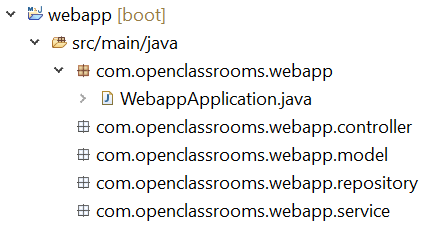 webapp [boot]
src/main/java
com.openclassrooms.webapp
WebappApplication.java
com.openclassrooms.webapp.controller
com.openclassrooms.webapp.model
com.openclassrooms.webapp.repository
com.openclassrooms.webapp.service